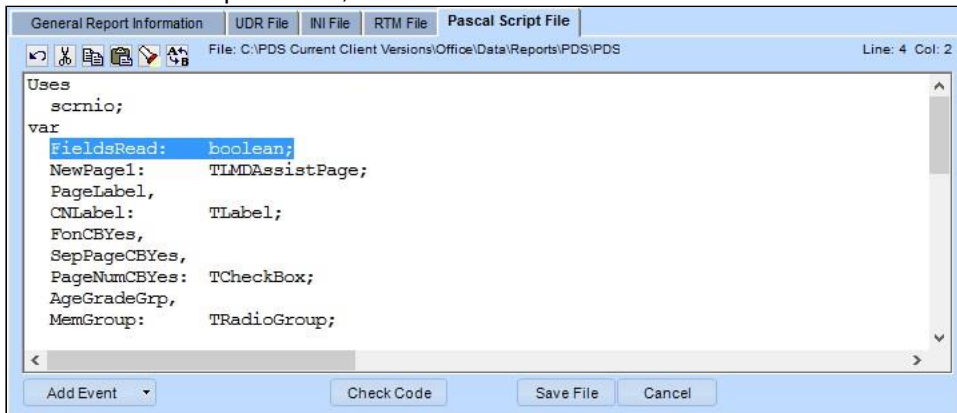 General Report Information UDR File INI File RTM File Pascal Script File
File: C:\PDS Current Client Versions\Office\Data\Reports\PDS\PDS Line: 4 Col: 2
Uses
scrnio;
var
FieldsRead: boolean;
NewPage1: TLMDAssistPage;
PageLabel,
CNLabel: TLabel;
FonCBYes,
SepPageCBYes,
PageNumCBYes: TCheckBox;
AgeGradeGrp,
MemGroup: TRadioGroup;
Add Event Check Code Save File Cancel